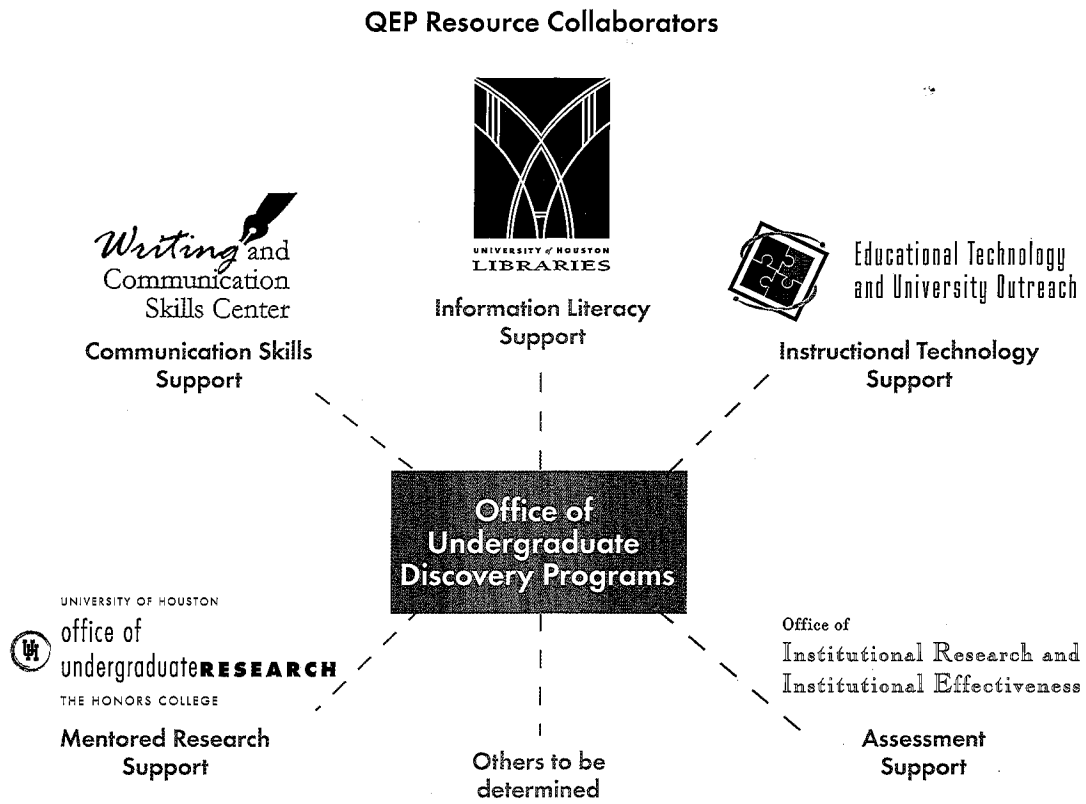 QEP Resource Collaborators
UNIVERSITY of HOUSTON
LIBRARIES
Information Literacy
Support
Writing and
Communication
Skills Center
Communication Skills
Support
Educational Technology
and University Outreach
Instructional Technology
Support
Office of
Undergraduate
Discovery Programs
UNIVERSITY OF HOUSTON
UH
office of
undergraduateRESEARCH
THE HONORS COLLEGE
Mentored Research
Support
Others to be
determined
Office of
Institutional Research and
Institutional Effectiveness
Assessment
Support